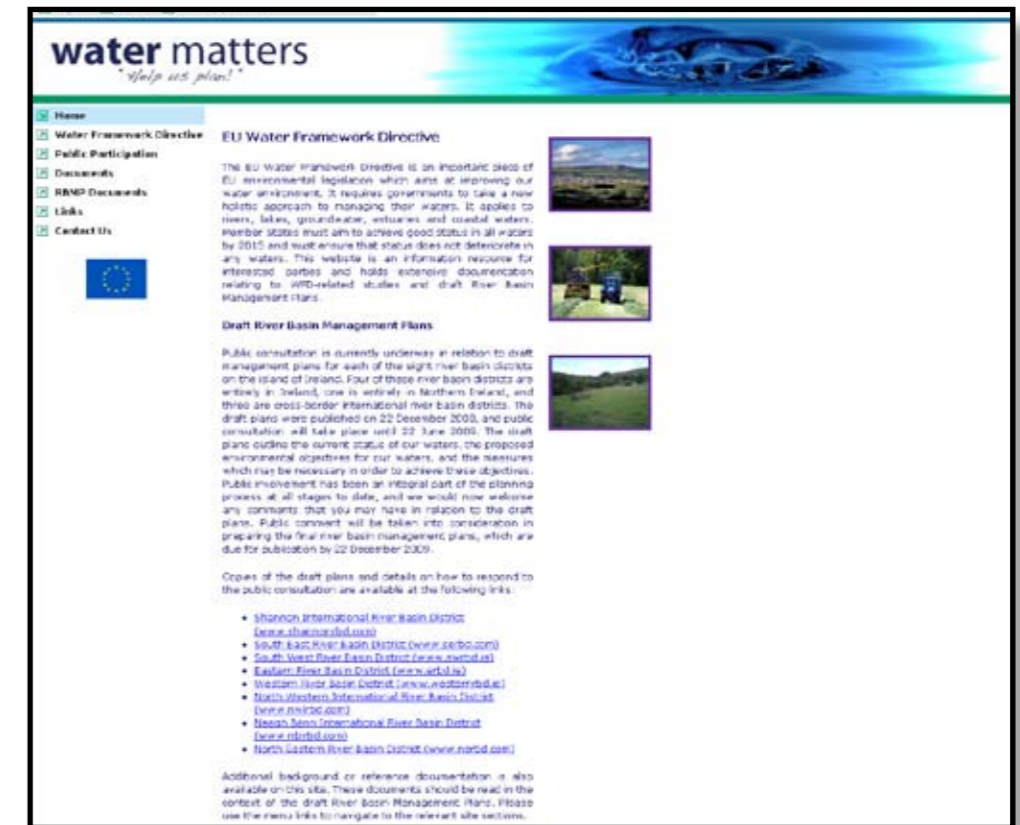 water matters
"Help us plan!"
Home
Water Framework Directive
Public Participation
Documents
RBMP Documents
Links
Contact Us
EU Water Framework Directive
The EU Water Framework Directive is an important piece of
EU environmental legislation which aims at improving our
water environment. It requires governments to take a new
holistic approach to managing their waters. It applies to
rivers, lakes, groundwater, estuaries and coastal waters.
Member States must aim to achieve good status in all waters
by 2015 and must ensure that status does not deteriorate in
any waters. This website is an information resource for
interested parties and holds extensive documentation
relating to WFD-related studies and draft River Basin
Management Plans.
Draft River Basin Management Plans
Public consultation is currently underway in relation to draft
management plans for each of the eight river basin districts
on the island of Ireland. Four of these river basin districts are
entirely in Ireland, one is entirely in Northern Ireland, and
three are cross-border international river basin districts. The
draft plans were published on 22 December 2008, and public
consultation will take place until 22 June 2009. The draft
plans outline the current status of our waters, the proposed
environmental objectives for our waters, and the measures
which may be necessary in order to achieve these objectives.
Public involvement has been an integral part of the planning
process at all stages to date, and we would now welcome
any comments that you may have in relation to the draft
plans. Public comment will be taken into consideration in
preparing the final river basin management plans, which are
due for publication by 22 December 2009.
Copies of the draft plans and details on how to respond to
the public consultation are available at the following links:
Shannon International River Basin District
(www.shannonrbd.com)
South East River Basin District (www.serbd.com)
South West River Basin District (www.swrbd.ie)
Eastern River Basin District (www.erbd.ie)
Western River Basin District (www.westernrbd.ie)
North Western International River Basin District
(www.nwirbd.com)
Neagh Bann International River Basin District
(www.nbirbd.com)
North Eastern River Basin District (www.nerbd.com)
Additional background or reference documentation is also
available on this site. These documents should be read in the
context of the draft River Basin Management Plans. Please
use the menu links to navigate to the relevant site sections.